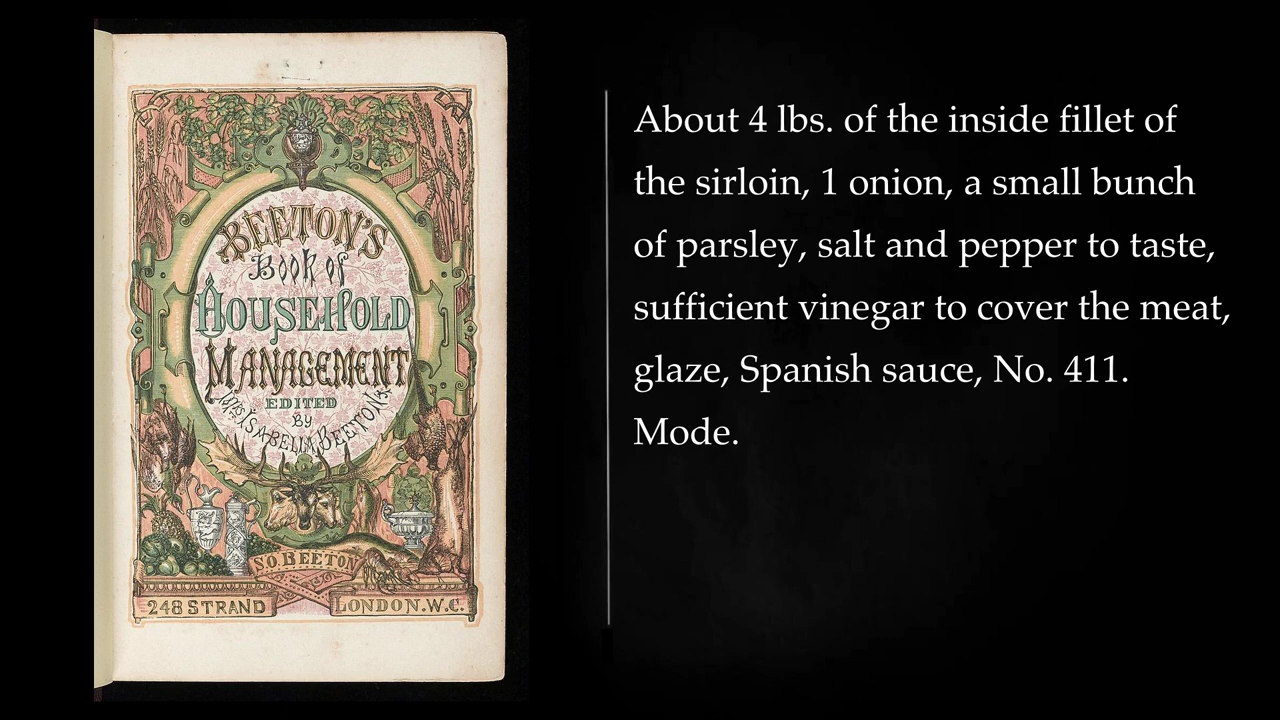 BEETON'S
Book of
HOUSEHOLD
MANAGEMENT
EDITED
BY
MRS ISABELLA BEETON
S.O. BEETON
248 STRAND
LONDON. W.C.
About 4 lbs. of the inside fillet of
the sirloin, 1 onion, a small bunch
of parsley, salt and pepper to taste,
sufficient vinegar to cover the meat,
glaze, Spanish sauce, No. 411.
Mode.